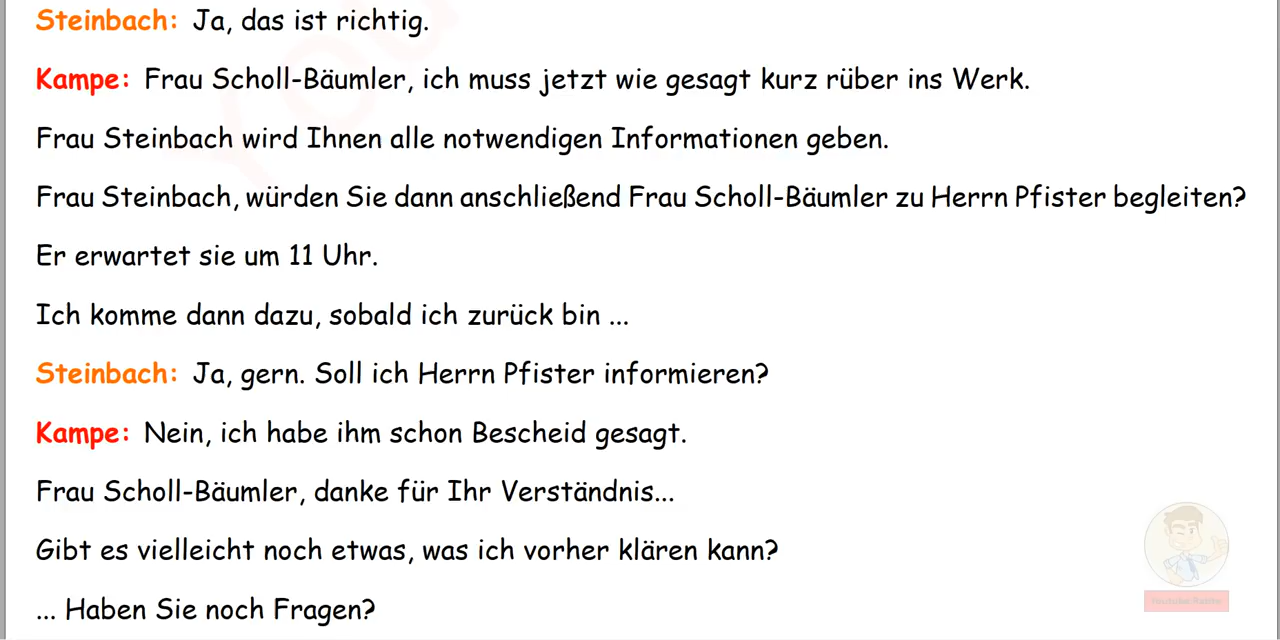 Steinbach: Ja, das ist richtig.
Kampe: Frau Scholl-Bäumler, ich muss jetzt wie gesagt kurz rüber ins Werk.
Frau Steinbach wird Ihnen alle notwendigen Informationen geben.
Frau Steinbach, würden Sie dann anschließend Frau Scholl-Bäumler zu Herrn Pfister begleiten?
Er erwartet sie um 11 Uhr.
Ich komme dann dazu, sobald ich zurück bin ...
Steinbach: Ja, gern. Soll ich Herrn Pfister informieren?
Kampe: Nein, ich habe ihm schon Bescheid gesagt.
Frau Scholl-Bäumler, danke für Ihr Verständnis...
Gibt es vielleicht noch etwas, was ich vorher klären kann?
... Haben Sie noch Fragen?